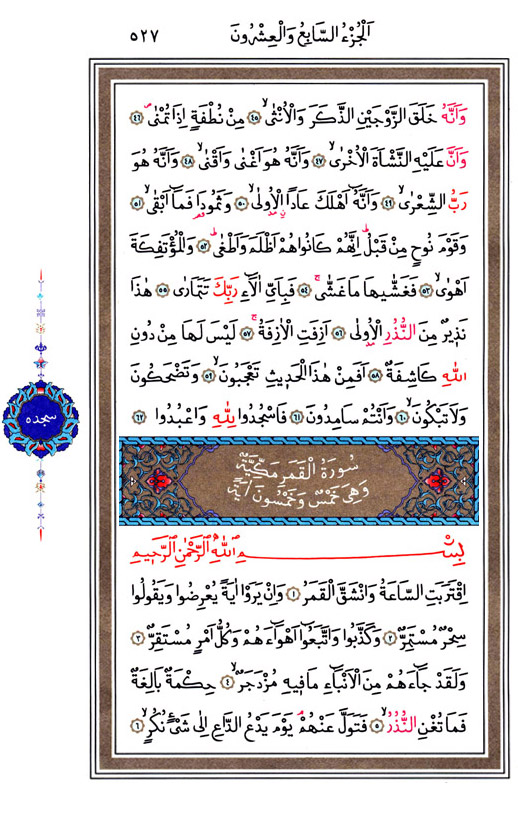 اَلْجُزْءُ السَّابِعُ وَالْعِشْرُونَ ٥٢٧
وَاَنَّهُ خَلَقَ الزَّوْجَيْنِ الذَّكَرَ وَالْاُنْثٰىۙ ٤٥ مِنْ نُطْفَةٍ اِذَا تُمْنٰىۖ ٤٦
وَاَنَّ عَلَيْهِ النَّشْاَةَ الْاُخْرٰىۙ ٤٧ وَاَنَّهُ هُوَ اَغْنٰى وَاَقْنٰىۙ ٤٨ وَاَنَّهُ هُوَ
رَبُّ الشِّعْرٰىۙ ٤٩ وَاَنَّهُٓ اَهْلَكَ عَادًاۨ الْاُو۫لٰىۙ ٥٠ وَثَمُودَا۬ فَمَٓا اَبْقٰىۙ ٥١
وَقَوْمَ نُوحٍ مِنْ قَبْلُۜ اِنَّهُمْ كَانُوا هُمْ اَظْلَمَ وَاَطْغٰىۜ ٥٢ وَالْمُؤْتَفِكَةَ
اَهْوٰىۙ ٥٣ فَغَشّٰيهَا مَا غَشّٰىۚ ٥٤ فَبِاَيِّ اٰلَٓاءِ رَبِّكَ تَتَمَارٰى ٥٥ هٰذَا
نَذ۪يرٌ مِنَ النُّذُرِ الْاُو۫لٰى ٥٦ اَزِفَتِ الْاٰزِفَةُۚ ٥٧ لَيْسَ لَهَا مِنْ دُونِ
اللّٰهِ كَاشِفَةٌۜ ٥٨ اَفَمِنْ هٰذَا الْحَد۪يثِ تَعْجَبُونَۙ ٥٩ وَتَضْحَكُونَ
وَلَا تَبْكُونَۙ ٦٠ وَاَنْتُمْ سَامِدُونَ ٦١ فَاسْجُدُوا لِلّٰهِ وَاعْبُدُوا ٦٢
سجده
سُورَةُ الْقَمَرِ مَكِّيَّةٌ
وَهِيَ خَمْسٌ وَخَمْسُونَ اٰيَةً
بِسْمِ اللّٰهِ الرَّحْمٰنِ الرَّح۪يمِ
اِقْتَرَبَتِ السَّاعَةُ وَانْشَقَّ الْقَمَرُ ١ وَاِنْ يَرَوْا اٰيَةً يُعْرِضُوا وَيَقُولُوا
سِحْرٌ مُسْتَمِرٌّ ٢ وَكَذَّبُوا وَاتَّبَعُٓوا اَهْوَٓاءَهُمْ وَكُلُّ اَمْرٍ مُسْتَقِرٌّ ٣
وَلَقَدْ جَٓاءَهُمْ مِنَ الْاَنْبَٓاءِ مَا ف۪يهِ مُزْدَجَرٌۙ ٤ حِكْمَةٌ بَالِغَةٌ
فَمَا تُغْنِ النُّذُرُۙ ٥ فَتَوَلَّ عَنْهُمْۢ يَوْمَ يَدْعُ الدَّاعِ اِلٰى شَيْءٍ نُكُرٍۙ ٦